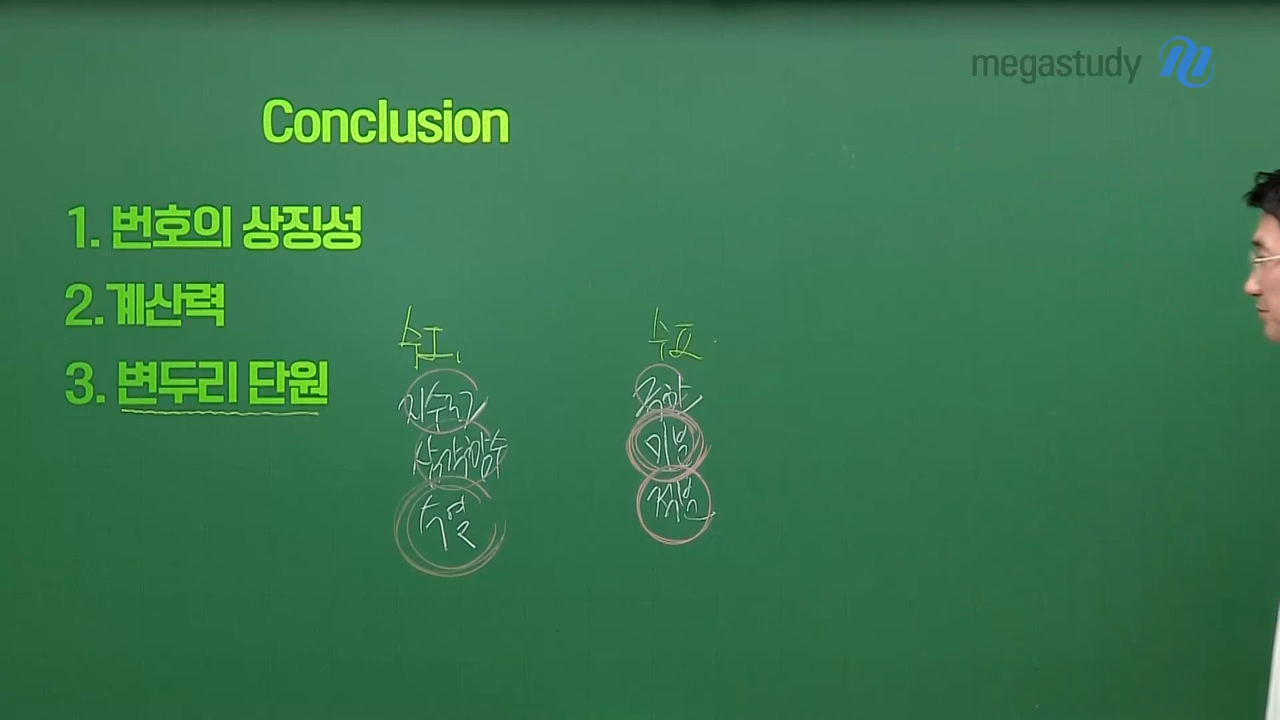 megastudy
Conclusion
1. 번호의 상징성
2. 계산력
3. 변두리 단원
수I
수II
지수로그
극한
삼각함수
미분
수열
적분